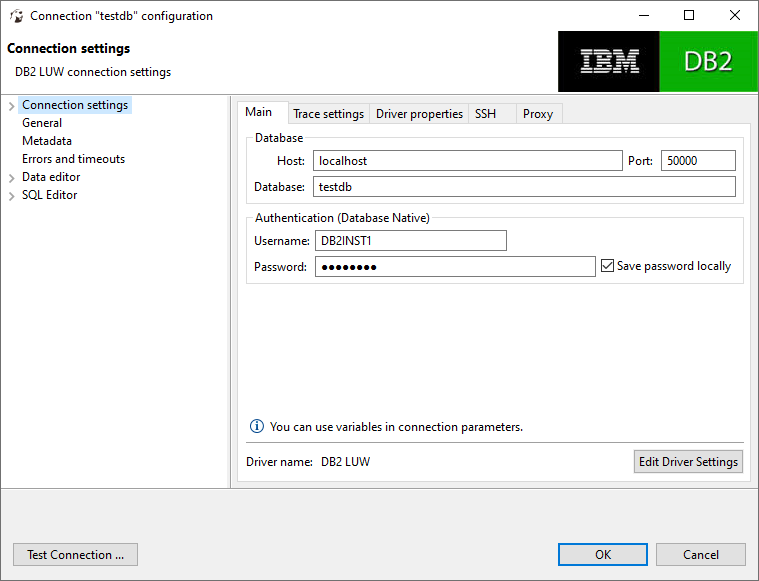 Connection "testdb" configuration
Connection settings
DB2 LUW connection settings
IBM DB2
Connection settings
General
Metadata
Errors and timeouts
Data editor
SQL Editor
Main Trace settings Driver properties SSH Proxy
Database
Host: localhost Port: 50000
Database: testdb
Authentication (Database Native)
Username: DB2INST1
Password: ●●●●●●●● Save password locally
You can use variables in connection parameters.
Driver name: DB2 LUW Edit Driver Settings
Test Connection ... OK Cancel